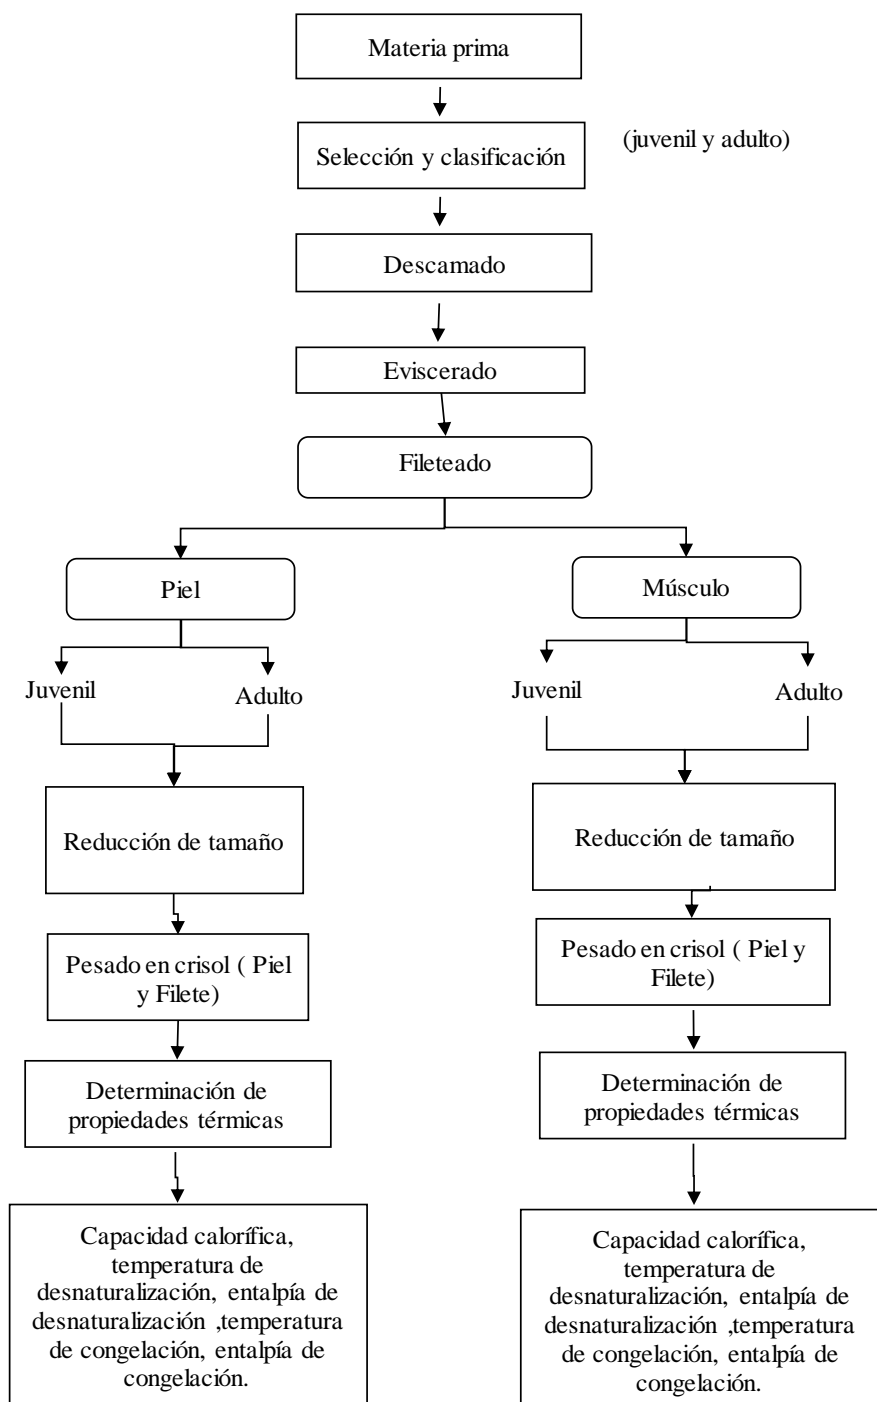 Materia prima
Selección y clasificación
(juvenil y adulto)
Descamado
Eviscerado
Fileteado
Piel
Músculo
Juvenil
Adulto
Juvenil
Adulto
Reducción de tamaño
Reducción de tamaño
Pesado en crisol ( Piel
y Filete)
Pesado en crisol ( Piel y
Filete)
Determinación de
propiedades térmicas
Determinación de
propiedades térmicas
Capacidad calorífica,
temperatura de
desnaturalización, entalpía de
desnaturalización ,temperatura
de congelación, entalpía de
congelación.
Capacidad calorífica,
temperatura de
desnaturalización, entalpía de
desnaturalización ,temperatura
de congelación, entalpía de
congelación.